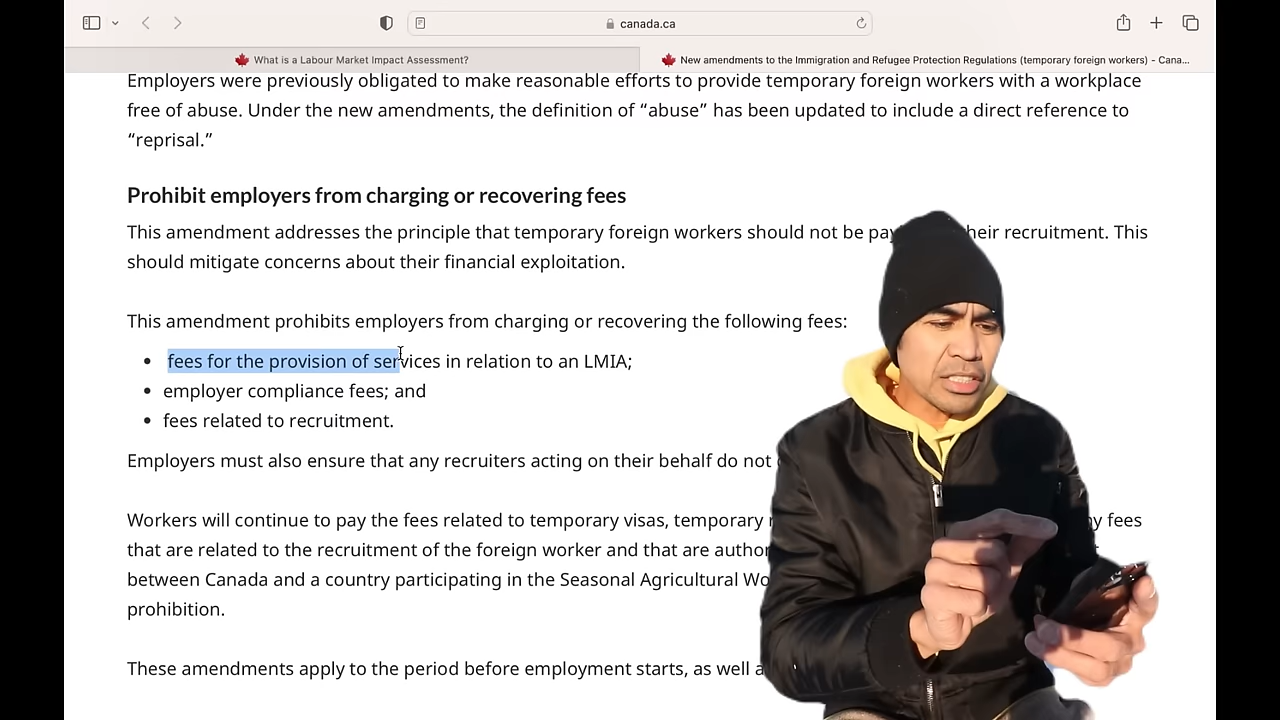 canada.ca
What is a Labour Market Impact Assessment?
New amendments to the Immigration and Refugee Protection Regulations (temporary foreign workers) - Cana...
Employers were previously obligated to make reasonable efforts to provide temporary foreign workers with a workplace
free of abuse. Under the new amendments, the definition of “abuse” has been updated to include a direct reference to
“reprisal.”
Prohibit employers from charging or recovering fees
This amendment addresses the principle that temporary foreign workers should not be pay heir recruitment. This
should mitigate concerns about their financial exploitation.
This amendment prohibits employers from charging or recovering the following fees:
• fees for the provision of services in relation to an LMIA;
• employer compliance fees; and
• fees related to recruitment.
Employers must also ensure that any recruiters acting on their behalf do not
Workers will continue to pay the fees related to temporary visas, temporary fees
that are related to the recruitment of the foreign worker and that are author
between Canada and a country participating in the Seasonal Agricultural Wo
prohibition.
These amendments apply to the period before employment starts, as well a